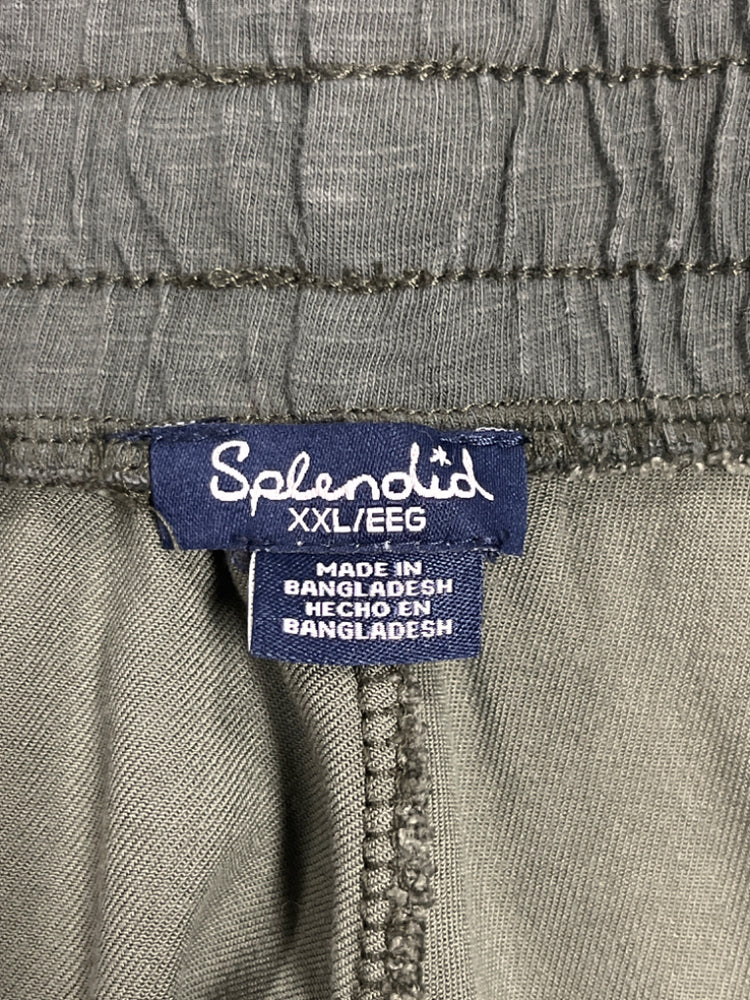 Splendid
XXL/EEG
MADE IN
BANGLADESH
HECHO EN
BANGLADESH